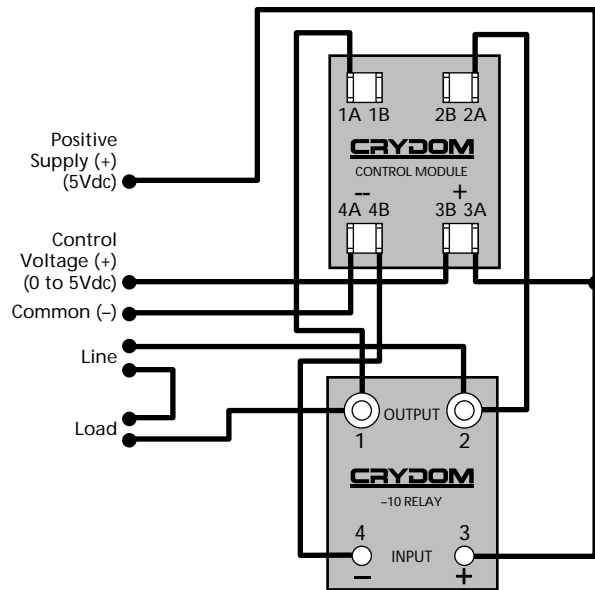 1A 1B
2B 2A
CRYDOM
CONTROL MODULE
-- +
4A 4B
3B 3A
Positive
Supply (+)
(5Vdc)
Control
Voltage (+)
(0 to 5Vdc)
Common (–)
Line
Load
OUTPUT
1
2
CRYDOM
–10 RELAY
4
3
INPUT
– +